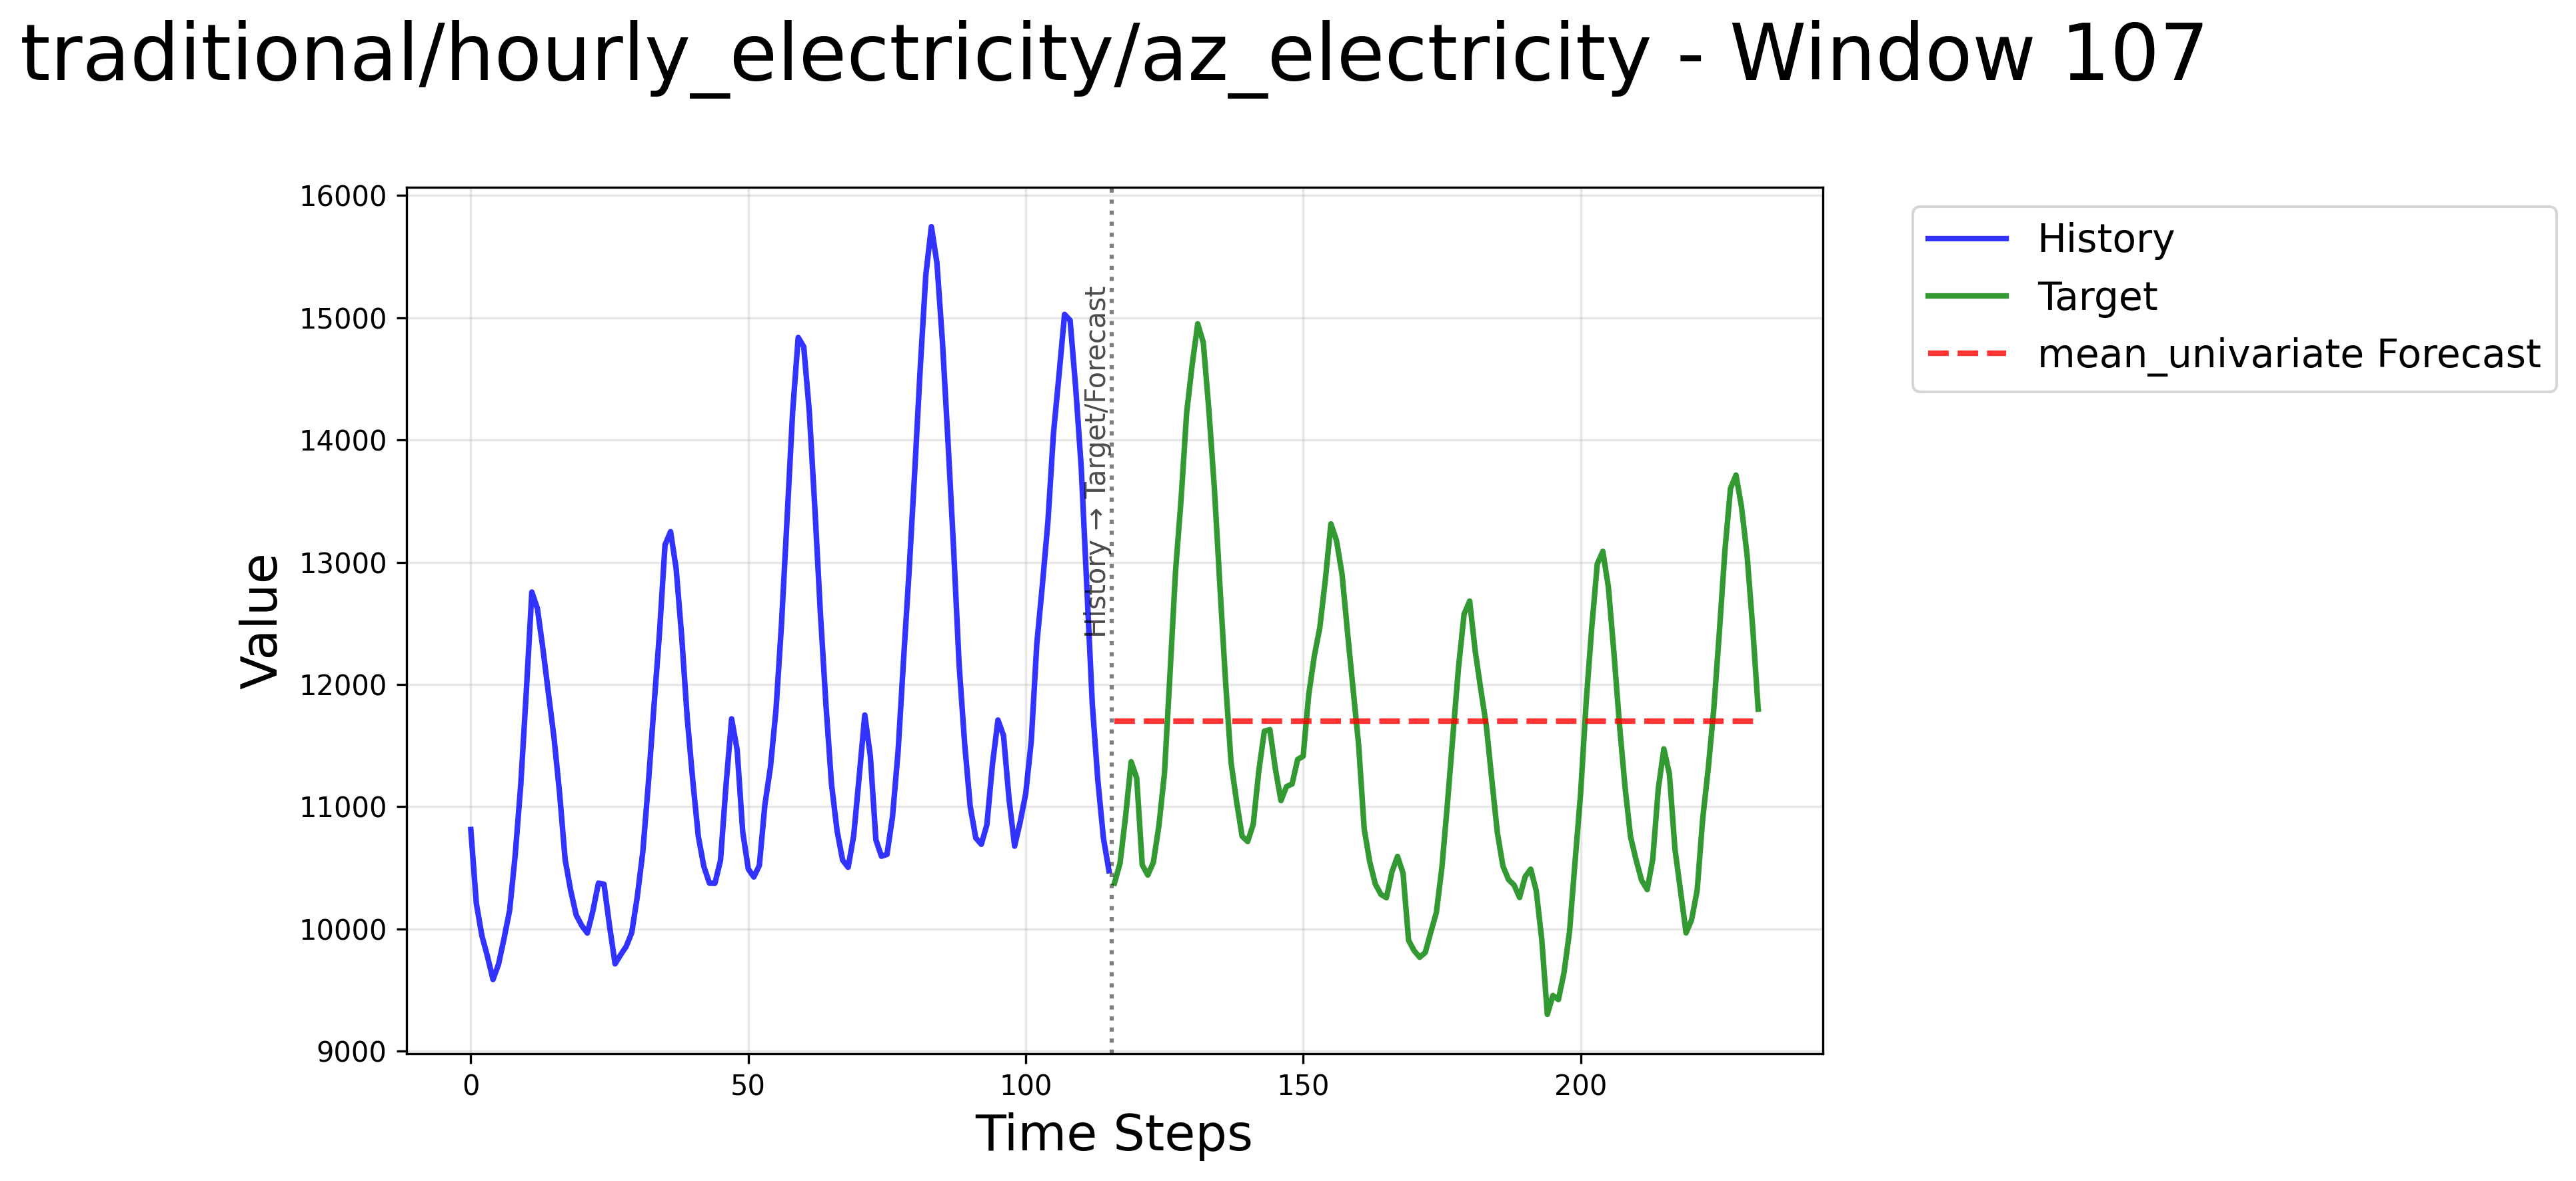 traditional/hourly_electricity/az_electricity - Window 107
16000
15000
14000
13000
12000
11000
10000
9000
Value
History → Target/Forecast
0
50
100
150
200
Time Steps
History
Target
mean_univariate Forecast